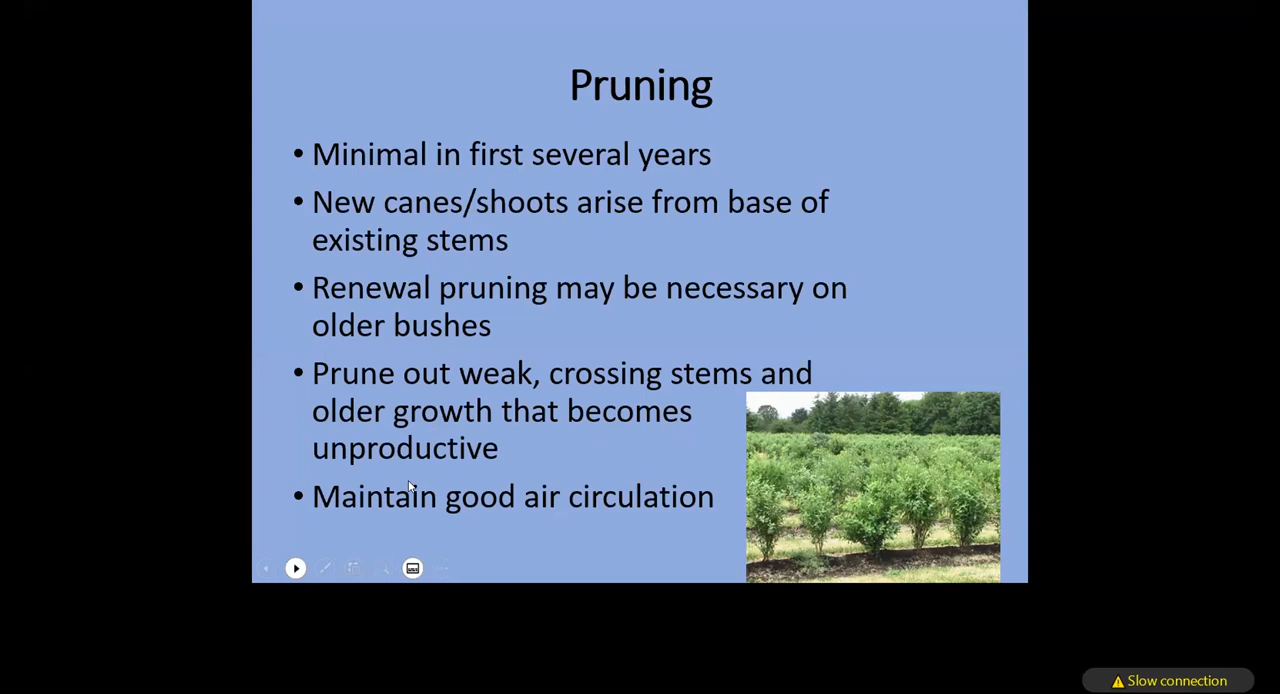 Pruning
• Minimal in first several years
• New canes/shoots arise from base of
existing stems
• Renewal pruning may be necessary on
older bushes
• Prune out weak, crossing stems and
older growth that becomes
unproductive
• Maintain good air circulation
Slow connection